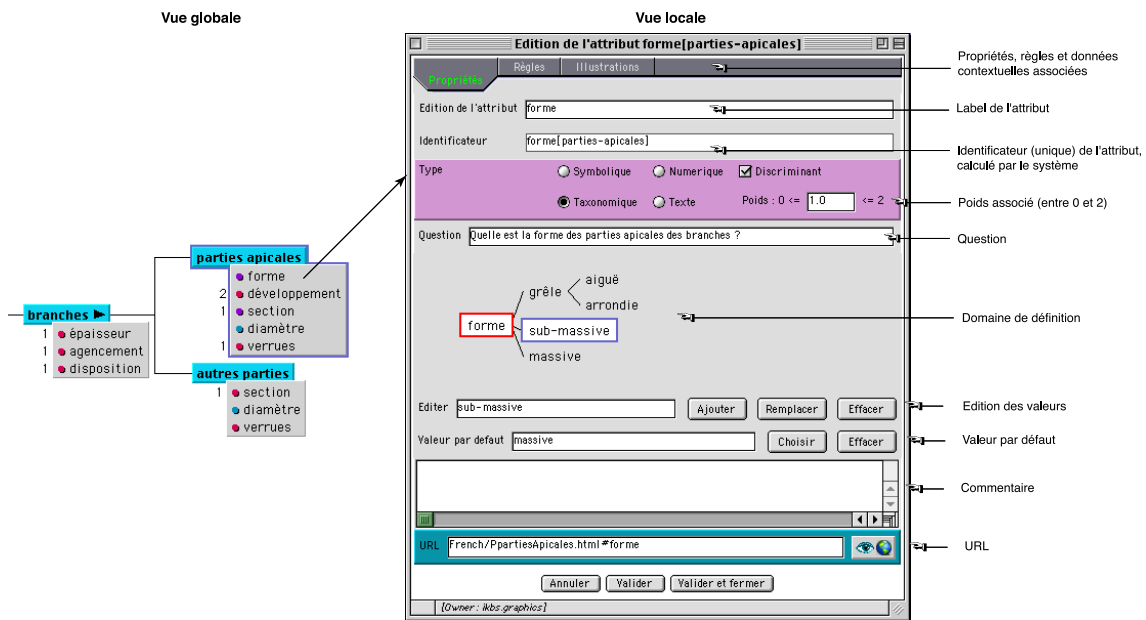 Vue globale
Vue locale
Edition de l'attribut forme[parties-apicales]
Propriétés
Règles
Illustrations
Propriétés, règles et données
contextuelles associées
Edition de l'attribut
forme
Label de l'attribut
Identificateur
forme[parties-apicales]
Identificateur (unique) de l'attribut,
calculé par le système
Type
Symbolique
Numerique
Discriminant
Taxonomique
Texte
Poids : 0 <= 1.0 <= 2
Poids associé (entre 0 et 2)
Question
Quelle est la forme des parties apicales des branches ?
Question
parties apicales
forme
2 développement
1 section
diamètre
1 verrues
branches
1 épaisseur
1 agencement
1 disposition
autres parties
1 section
diamètre
verrues
forme
grêle
aiguë
arrondie
sub-massive
massive
Domaine de définition
Editer
sub-massive
Ajouter
Remplacer
Effacer
Edition des valeurs
Valeur par defaut
massive
Choisir
Effacer
Valeur par défaut
Commentaire
URL
French/PpartiesApicales.html#forme
URL
Annuler
Valider
Valider et fermer
[Owner : ikbs.graphics]